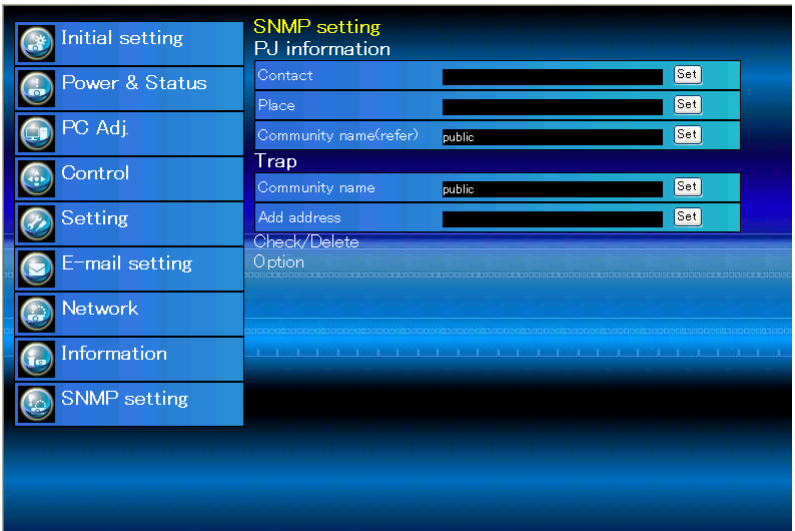 Initial setting
Power & Status
PC Adj.
Control
Setting
E-mail setting
Network
Information
SNMP setting
SNMP setting
PJ information
Contact Set
Place Set
Community name(refer) public Set
Trap
Community name public Set
Add address Set
Check/Delete
Option